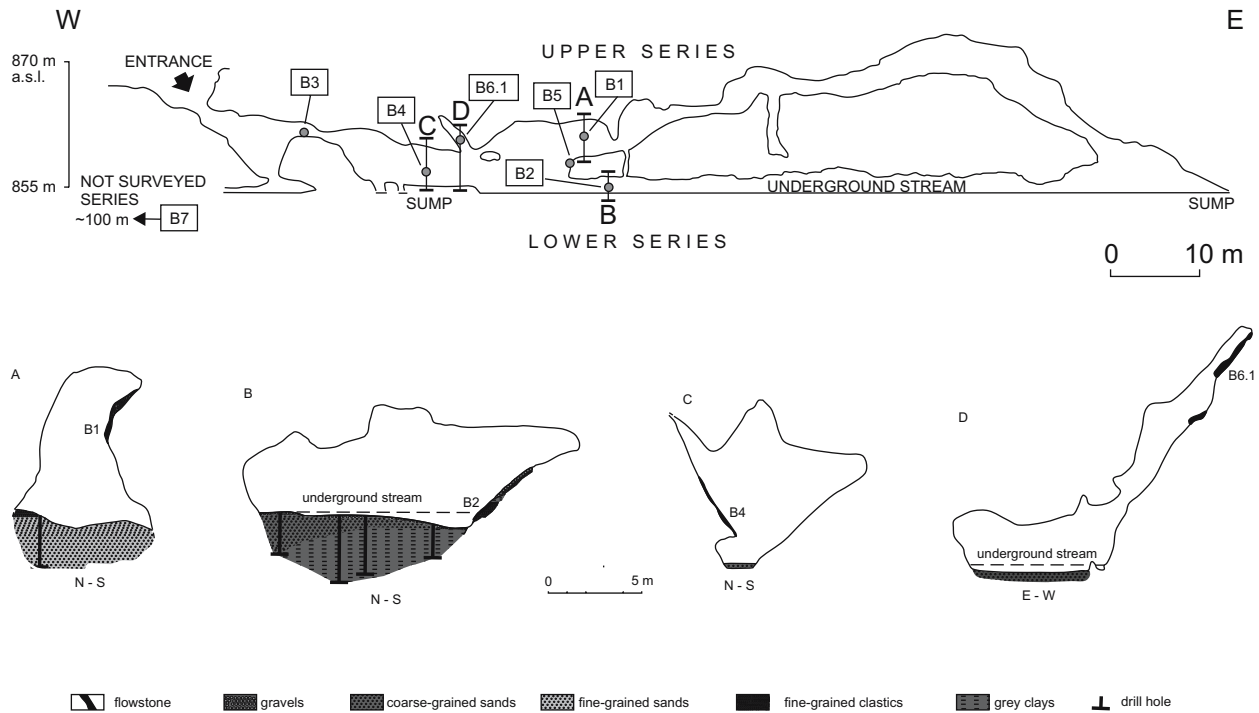 W
E
870 m
a.s.l.
UPPER SERIES
ENTRANCE
B3
B6.1
A
B1
B4
C
D
B5
B2
855 m
NOT SURVEYED
SERIES
~100 m
B7
SUMP
UNDERGROUND STREAM
SUMP
B
LOWER SERIES
0 10 m
A
B1
N - S
B
underground stream
B2
N - S
0 5 m
C
B4
N - S
D
B6.1
underground stream
E - W
flowstone
gravels
coarse-grained sands
fine-grained sands
fine-grained clastics
grey clays
drill hole